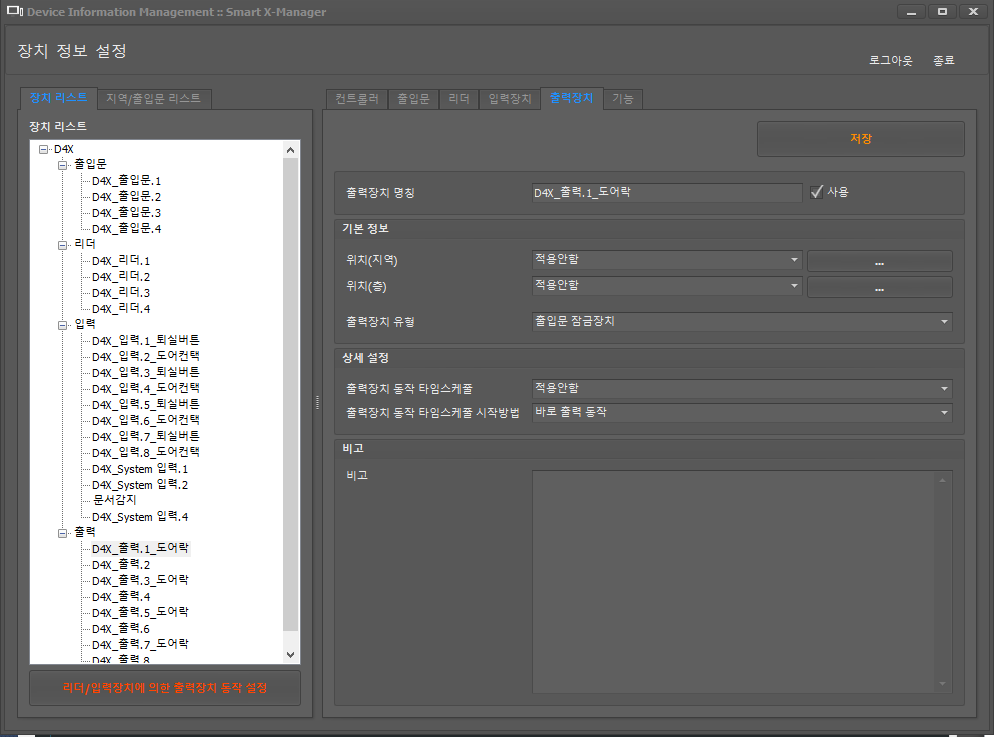 Device Information Management :: Smart X-Manager
장치 정보 설정
로그아웃 종료
장치 리스트 지역/출입문 리스트
장치 리스트
D4X
출입문
D4X_출입문.1
D4X_출입문.2
D4X_출입문.3
D4X_출입문.4
리더
D4X_리더.1
D4X_리더.2
D4X_리더.3
D4X_리더.4
입력
D4X_입력.1_퇴실버튼
D4X_입력.2_도어컨택
D4X_입력.3_퇴실버튼
D4X_입력.4_도어컨택
D4X_입력.5_퇴실버튼
D4X_입력.6_도어컨택
D4X_입력.7_퇴실버튼
D4X_입력.8_도어컨택
D4X_System 입력.1
D4X_System 입력.2
문서감지
D4X_System 입력.4
출력
D4X_출력.1_도어락
D4X_출력.2
D4X_출력.3_도어락
D4X_출력.4
D4X_출력.5_도어락
D4X_출력.6
D4X_출력.7_도어락
D4X_출력.8
리더/입력장치에 의한 출력장치 동작 설정
컨트롤러 출입문 리더 입력장치 출력장치 기능
저장
출력장치 명칭 D4X_출력.1_도어락 사용
기본 정보
위치(지역) 적용안함 ...
위치(층) 적용안함 ...
출력장치 유형 출입문 잠금장치
상세 설정
출력장치 동작 타임스케쥴 적용안함
출력장치 동작 타임스케쥴 시작방법 바로 출력 동작
비고
비고